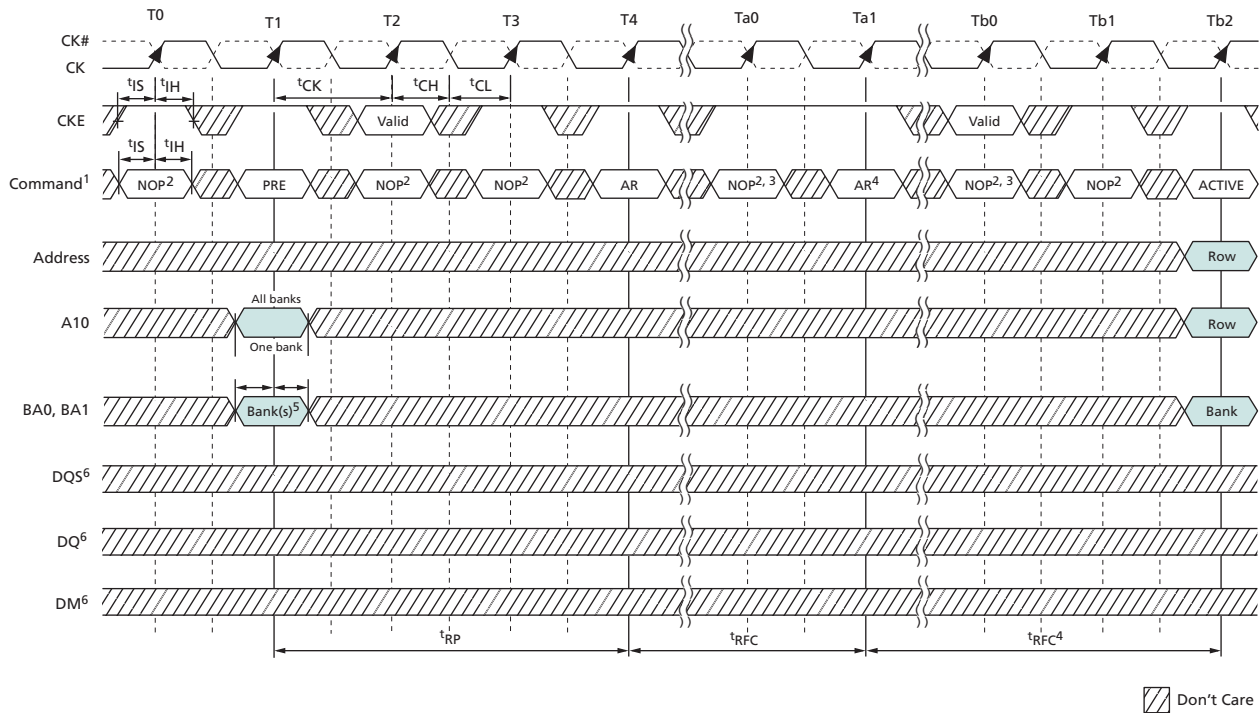 T0 T1 T2 T3 T4 Ta0 Ta1 Tb0 Tb1 Tb2
CK#
CK
tIS tIH tCK tCH tCL
CKE Valid Valid
tIS tIH
Command1 NOP2 PRE NOP2 NOP2 AR NOP2, 3 AR4 NOP2, 3 NOP2 ACTIVE
Address Row
All banks
A10 Row
One bank
BA0, BA1 Bank(s)5 Bank
DQS6
DQ6
DM6
tRP tRFC tRFC4
Don't Care